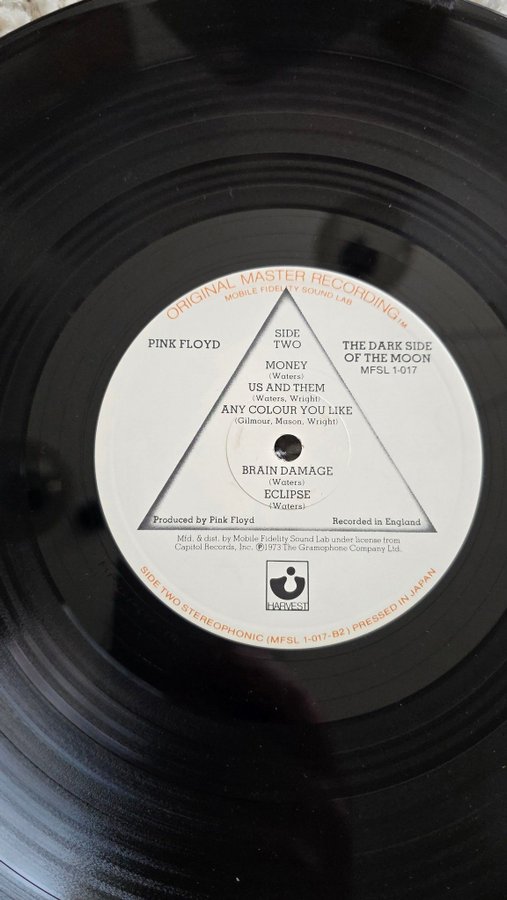 ORIGINAL MASTER RECORDING TM
MOBILE FIDELITY SOUND LAB
PINK FLOYD
SIDE
TWO
THE DARK SIDE
OF THE MOON
MFSL 1-017
MONEY
(Waters)
US AND THEM
(Waters, Wright)
ANY COLOUR YOU LIKE
(Gilmour, Mason, Wright)
BRAIN DAMAGE
(Waters)
ECLIPSE
(Waters)
Produced by Pink Floyd
Recorded in England
Mfd. & dist. by Mobile Fidelity Sound Lab under license from
Capitol Records, Inc. Ⓟ1973 The Gramophone Company Ltd.
HARVEST
SIDE TWO STEREOPHONIC (MFSL 1-017-B2) PRESSED IN JAPAN